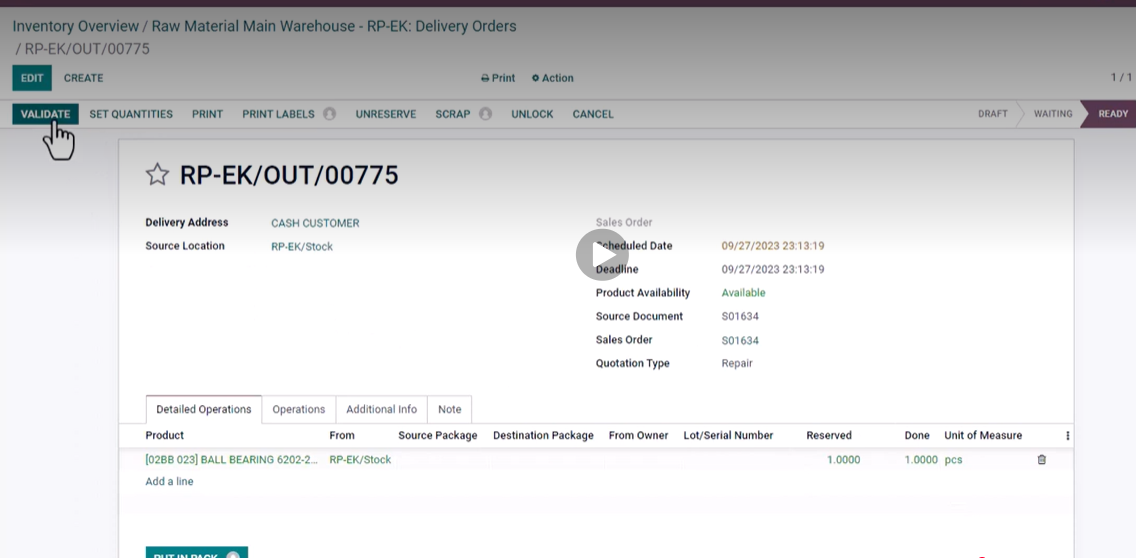 Inventory Overview / Raw Material Main Warehouse - RP-EK: Delivery Orders
/ RP-EK/OUT/00775
EDIT CREATE Print Action 1 / 1
VALIDATE SET QUANTITIES PRINT PRINT LABELS UNRESERVE SCRAP UNLOCK CANCEL DRAFT WAITING READY
RP-EK/OUT/00775
Delivery Address CASH CUSTOMER Sales Order
Source Location RP-EK/Stock Scheduled Date 09/27/2023 23:13:19
Deadline 09/27/2023 23:13:19
Product Availability Available
Source Document S01634
Sales Order S01634
Quotation Type Repair
Detailed Operations Operations Additional Info Note
Product From Source Package Destination Package From Owner Lot/Serial Number Reserved Done Unit of Measure
[02BB 023] BALL BEARING 6202-2... RP-EK/Stock 1.0000 1.0000 pcs
Add a line
PUT IN PACK